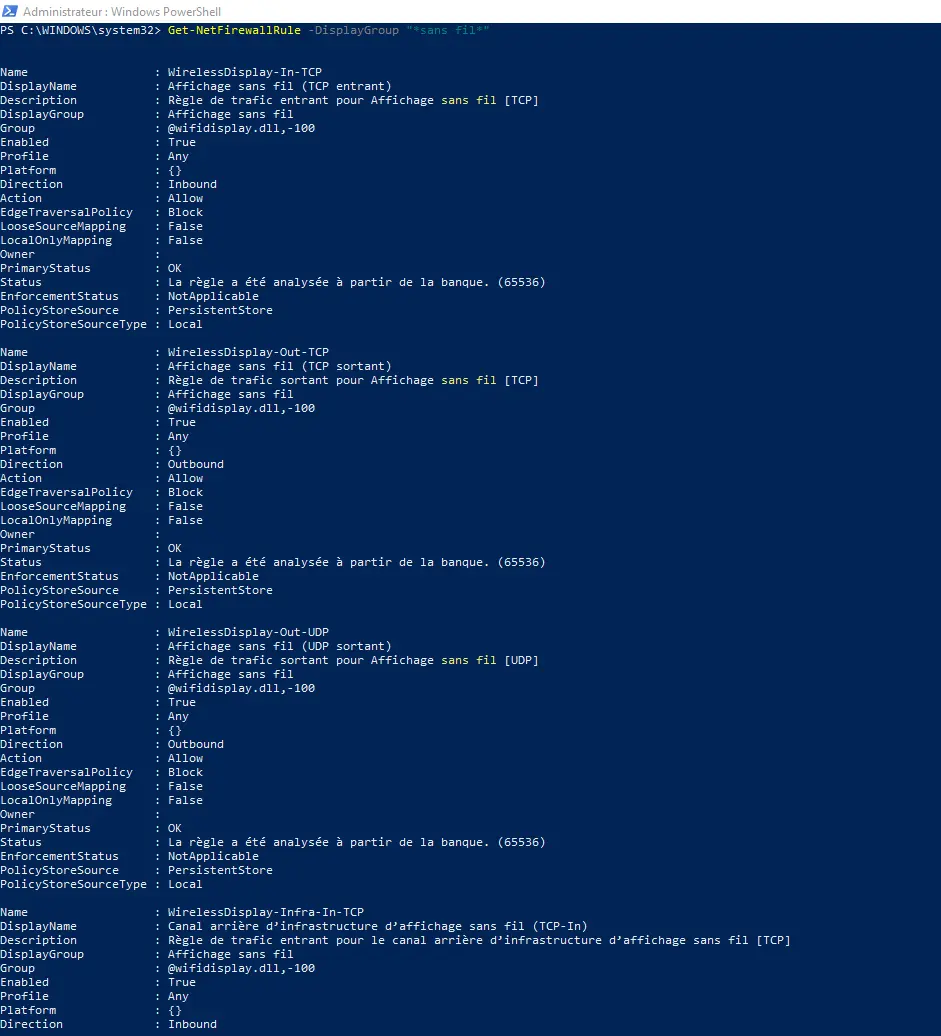 Administrateur : Windows PowerShell
PS C:\WINDOWS\system32> Get-NetFirewallRule -DisplayGroup "*sans fil*"
Name                  : WirelessDisplay-In-TCP
DisplayName           : Affichage sans fil (TCP entrant)
Description           : Règle de trafic entrant pour Affichage sans fil [TCP]
DisplayGroup          : Affichage sans fil
Group                 : @wifidisplay.dll,-100
Enabled               : True
Profile               : Any
Platform              : {}
Direction             : Inbound
Action                : Allow
EdgeTraversalPolicy   : Block
LooseSourceMapping    : False
LocalOnlyMapping      : False
Owner                 :
PrimaryStatus         : OK
Status                : La règle a été analysée à partir de la banque. (65536)
EnforcementStatus     : NotApplicable
PolicyStoreSource     : PersistentStore
PolicyStoreSourceType : Local
Name                  : WirelessDisplay-Out-TCP
DisplayName           : Affichage sans fil (TCP sortant)
Description           : Règle de trafic sortant pour Affichage sans fil [TCP]
DisplayGroup          : Affichage sans fil
Group                 : @wifidisplay.dll,-100
Enabled               : True
Profile               : Any
Platform              : {}
Direction             : Outbound
Action                : Allow
EdgeTraversalPolicy   : Block
LooseSourceMapping    : False
LocalOnlyMapping      : False
Owner                 :
PrimaryStatus         : OK
Status                : La règle a été analysée à partir de la banque. (65536)
EnforcementStatus     : NotApplicable
PolicyStoreSource     : PersistentStore
PolicyStoreSourceType : Local
Name                  : WirelessDisplay-Out-UDP
DisplayName           : Affichage sans fil (UDP sortant)
Description           : Règle de trafic sortant pour Affichage sans fil [UDP]
DisplayGroup          : Affichage sans fil
Group                 : @wifidisplay.dll,-100
Enabled               : True
Profile               : Any
Platform              : {}
Direction             : Outbound
Action                : Allow
EdgeTraversalPolicy   : Block
LooseSourceMapping    : False
LocalOnlyMapping      : False
Owner                 :
PrimaryStatus         : OK
Status                : La règle a été analysée à partir de la banque. (65536)
EnforcementStatus     : NotApplicable
PolicyStoreSource     : PersistentStore
PolicyStoreSourceType : Local
Name                  : WirelessDisplay-Infra-In-TCP
DisplayName           : Canal arrière d’infrastructure d’affichage sans fil (TCP-In)
Description           : Règle de trafic entrant pour le canal arrière d’infrastructure d’affichage sans fil [TCP]
DisplayGroup          : Affichage sans fil
Group                 : @wifidisplay.dll,-100
Enabled               : True
Profile               : Any
Platform              : {}
Direction             : Inbound